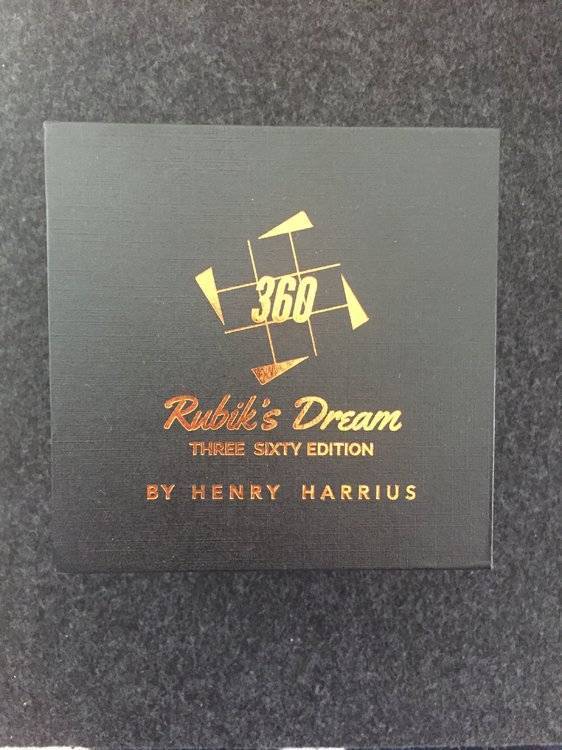 360
Rubik's Dream
THREE SIXTY EDITION
BY HENRY HARRIUS